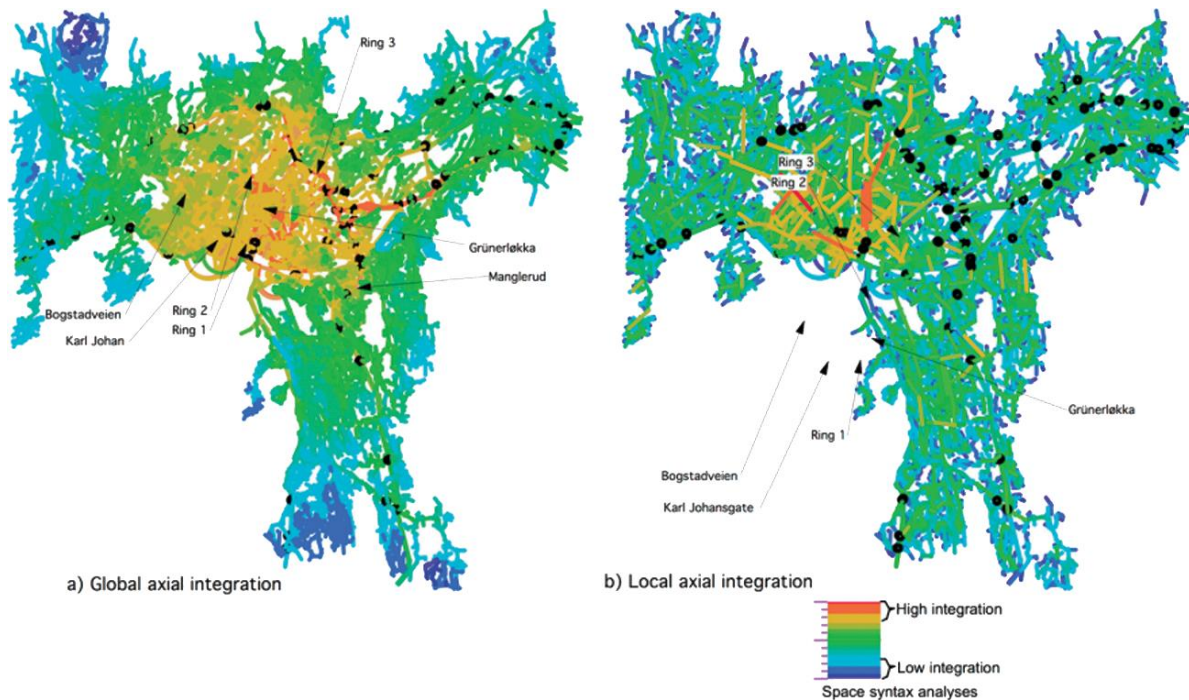 Ring 3
Grünerløkka
Manglerud
Bogstadveien
Ring 2
Karl Johan
Ring 1
a) Global axial integration
Ring 3
Ring 2
Grünerløkka
Ring 1
Bogstadveien
Karl Johansgate
b) Local axial integration
High integration
Low integration
Space syntax analyses